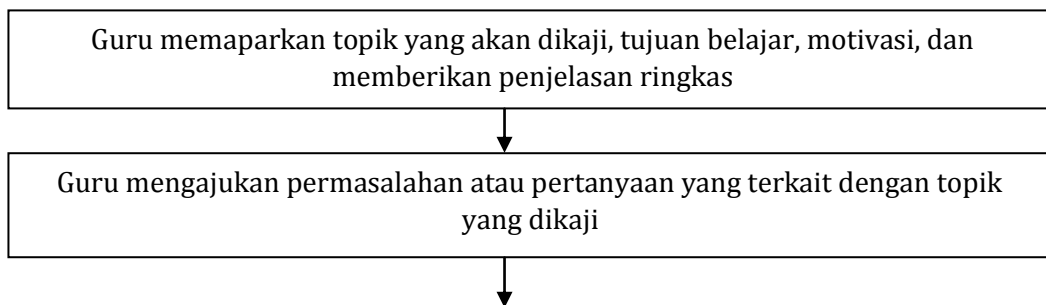 Guru memaparkan topik yang akan dikaji, tujuan belajar, motivasi, dan
memberikan penjelasan ringkas
Guru mengajukan permasalahan atau pertanyaan yang terkait dengan topik
yang dikaji